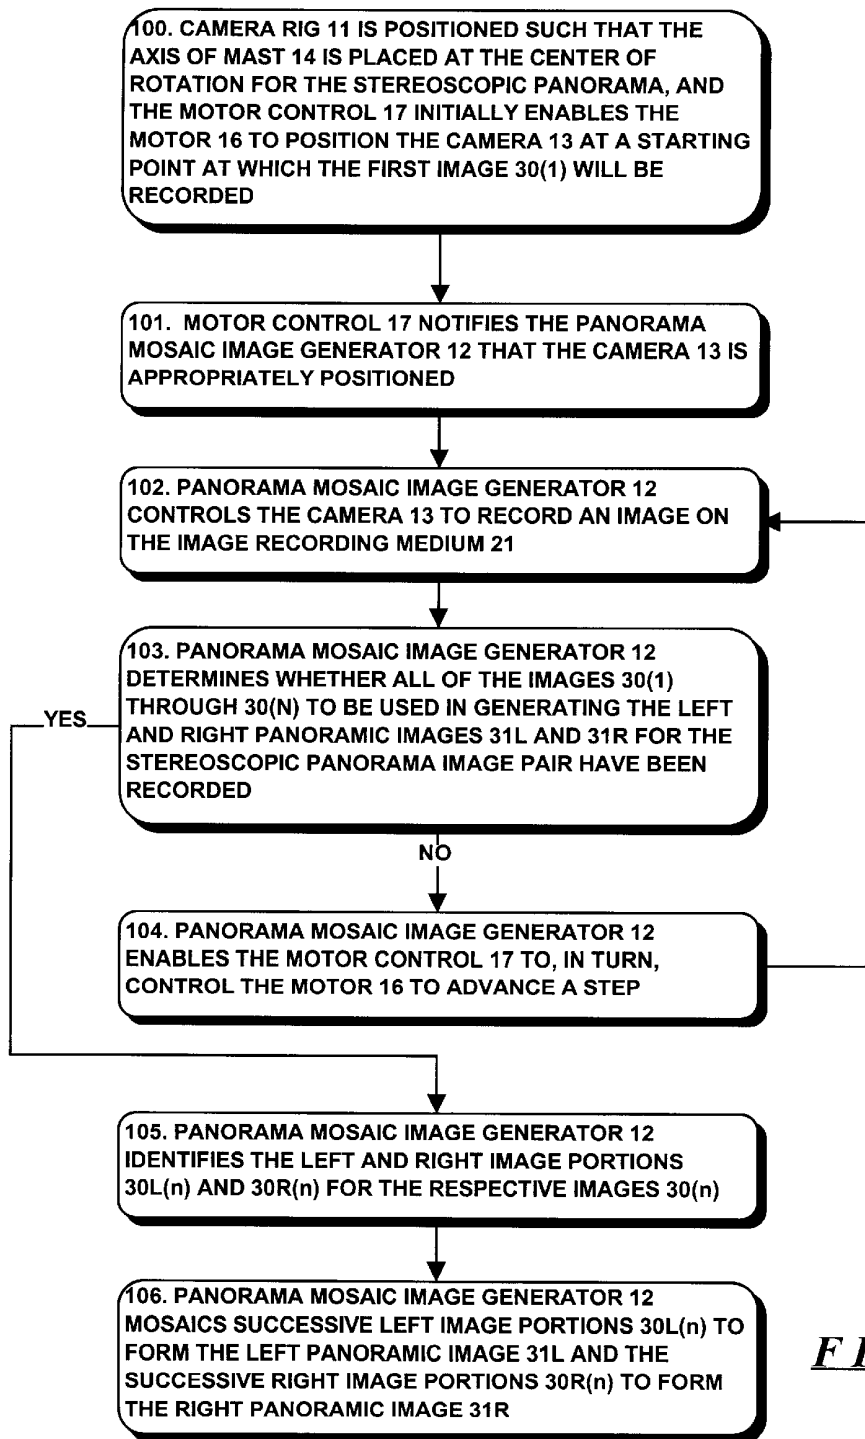 100. CAMERA RIG 11 IS POSITIONED SUCH THAT THE
AXIS OF MAST 14 IS PLACED AT THE CENTER OF
ROTATION FOR THE STEREOSCOPIC PANORAMA, AND
THE MOTOR CONTROL 17 INITIALLY ENABLES THE
MOTOR 16 TO POSITION THE CAMERA 13 AT A STARTING
POINT AT WHICH THE FIRST IMAGE 30(1) WILL BE
RECORDED
101. MOTOR CONTROL 17 NOTIFIES THE PANORAMA
MOSAIC IMAGE GENERATOR 12 THAT THE CAMERA 13 IS
APPROPRIATELY POSITIONED
102. PANORAMA MOSAIC IMAGE GENERATOR 12
CONTROLS THE CAMERA 13 TO RECORD AN IMAGE ON
THE IMAGE RECORDING MEDIUM 21
103. PANORAMA MOSAIC IMAGE GENERATOR 12
DETERMINES WHETHER ALL OF THE IMAGES 30(1)
THROUGH 30(N) TO BE USED IN GENERATING THE LEFT
AND RIGHT PANORAMIC IMAGES 31L AND 31R FOR THE
STEREOSCOPIC PANORAMA IMAGE PAIR HAVE BEEN
RECORDED
YES
NO
104. PANORAMA MOSAIC IMAGE GENERATOR 12
ENABLES THE MOTOR CONTROL 17 TO, IN TURN,
CONTROL THE MOTOR 16 TO ADVANCE A STEP
105. PANORAMA MOSAIC IMAGE GENERATOR 12
IDENTIFIES THE LEFT AND RIGHT IMAGE PORTIONS
30L(n) AND 30R(n) FOR THE RESPECTIVE IMAGES 30(n)
106. PANORAMA MOSAIC IMAGE GENERATOR 12
MOSAICS SUCCESSIVE LEFT IMAGE PORTIONS 30L(n) TO
FORM THE LEFT PANORAMIC IMAGE 31L AND THE
SUCCESSIVE RIGHT IMAGE PORTIONS 30R(n) TO FORM
THE RIGHT PANORAMIC IMAGE 31R